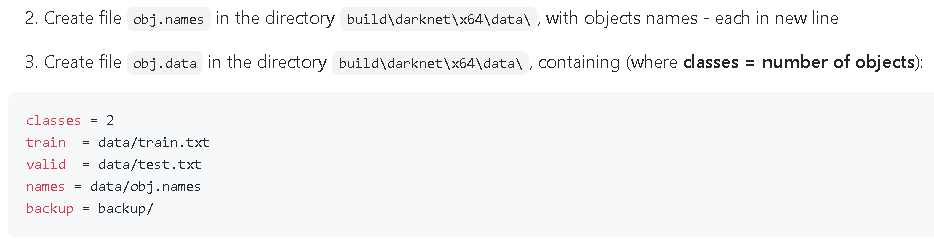 2. Create file obj.names in the directory build\darknet\x64\data\, with objects names - each in new line
3. Create file obj.data in the directory build\darknet\x64\data\, containing (where classes = number of objects):
classes = 2
train  = data/train.txt
valid  = data/test.txt
names = data/obj.names
backup = backup/